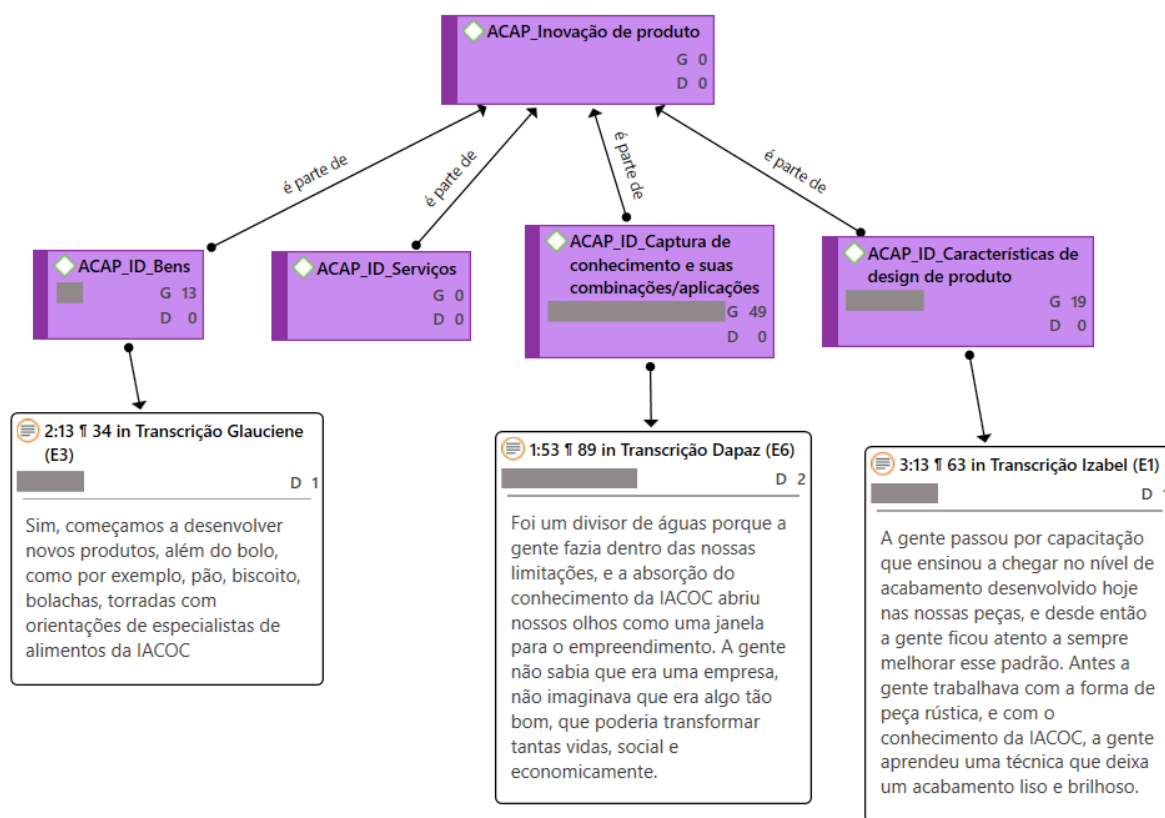 ACAP_Inovação de produto
G 0
D 0
é parte de
é parte de
é parte de
é parte de
ACAP_ID_Bens
G 13
D 0
ACAP_ID_Serviços
G 0
D 0
ACAP_ID_Captura de
conhecimento e suas
combinações/aplicações
G 49
D 0
ACAP_ID_Características de
design de produto
G 19
D 0
2:13 ¶ 34 in Transcrição Glauciene
(E3)
D 1
Sim, começamos a desenvolver
novos produtos, além do bolo,
como por exemplo, pão, biscoito,
bolachas, torradas com
orientações de especialistas de
alimentos da IACOC
1:53 ¶ 89 in Transcrição Dapaz (E6)
D 2
Foi um divisor de águas porque a
gente fazia dentro das nossas
limitações, e a absorção do
conhecimento da IACOC abriu
nossos olhos como uma janela
para o empreendimento. A gente
não sabia que era uma empresa,
não imaginava que era algo tão
bom, que poderia transformar
tantas vidas, social e
economicamente.
3:13 ¶ 63 in Transcrição Izabel (E1)
D 1
A gente passou por capacitação
que ensinou a chegar no nível de
acabamento desenvolvido hoje
nas nossas peças, e desde então
a gente ficou atento a sempre
melhorar esse padrão. Antes a
gente trabalhava com a forma de
peça rústica, e com o
conhecimento da IACOC, a gente
aprendeu uma técnica que deixa
um acabamento liso e brilhoso.